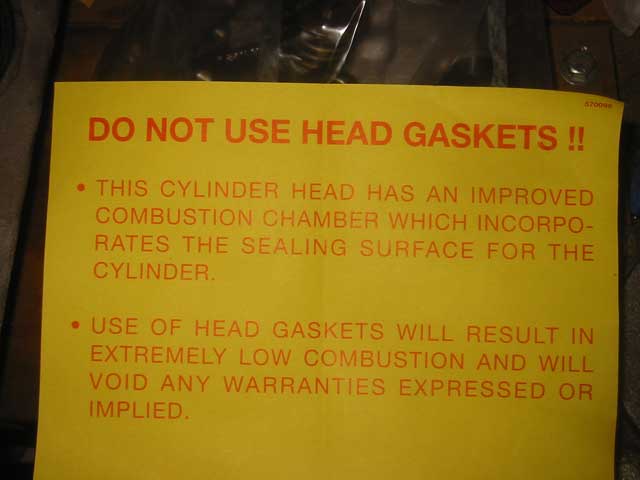 520098
DO NOT USE HEAD GASKETS !!
• THIS CYLINDER HEAD HAS AN IMPROVED
COMBUSTION CHAMBER WHICH INCORPO-
RATES THE SEALING SURFACE FOR THE
CYLINDER.
• USE OF HEAD GASKETS WILL RESULT IN
EXTREMELY LOW COMBUSTION AND WILL
VOID ANY WARRANTIES EXPRESSED OR
IMPLIED.